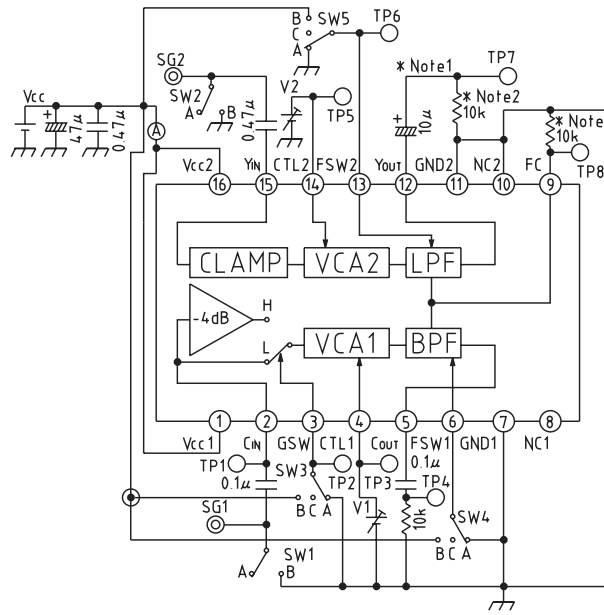 B
C
A
SW5
TP6
SG2
SW2
A
B
0.47μ
V2
TP5
* Note1
TP7
* Note2
10k
10μ
+
* Note
10k
TP8
Vcc
+
47μ
0.47μ
A
Vcc2
YIN
CTL2
FSW2
YOUT
GND2
NC2
FC
16
15
14
13
12
11
10
9
CLAMP
VCA2
LPF
-4dB
H
L
VCA1
BPF
1
2
3
4
5
6
7
8
Vcc1
CIN
GSW
CTL1
COUT
FSW1
GND1
NC1
TP1
0.1μ
SW3
TP2
TP3
0.1μ
TP4
B C A
V1
10k
SW4
B C A
SG1
SW1
A
B